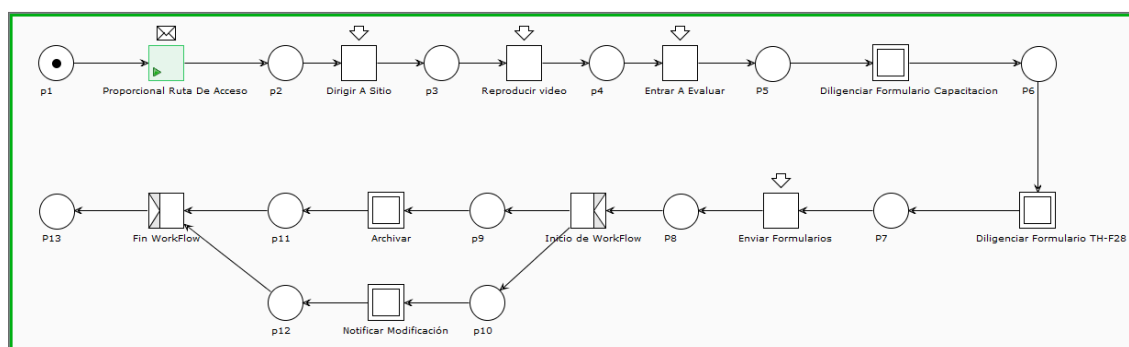 p1
Proporcional Ruta De Acceso
p2
Dirigir A Sitio
p3
Reproducir video
p4
Entrar A Evaluar
P5
Diligenciar Formulario Capacitacion
P6
P13
Fin WorkFlow
p11
Archivar
p9
Inicio de WorkFlow
P8
Enviar Formularios
P7
Diligenciar Formulario TH-F28
p12
Notificar Modificación
p10